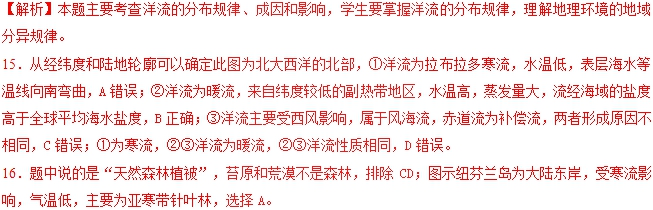 【解析】本题主要考查洋流的分布规律、成因和影响，学生要掌握洋流的分布规律，理解地理环境的地域
分异规律。
15．从经纬度和陆地轮廓可以确定此图为北大西洋的北部，①洋流为拉布拉多寒流，水温低，表层海水等
温线向南弯曲，A错误；②洋流为暖流，来自纬度较低的副热带地区，水温高，蒸发量大，流经海域的盐度
高于全球平均海水盐度，B正确；③洋流主要受西风影响，属于风海流，赤道流为补偿流，两者形成原因不
相同，C错误；①为寒流，②③洋流为暖流，②③洋流性质相同，D错误。
16．题中说的是“天然森林植被”，苔原和荒漠不是森林，排除CD；图示纽芬兰岛为大陆东岸，受寒流影
响，气温低，主要为亚寒带针叶林，选择A。